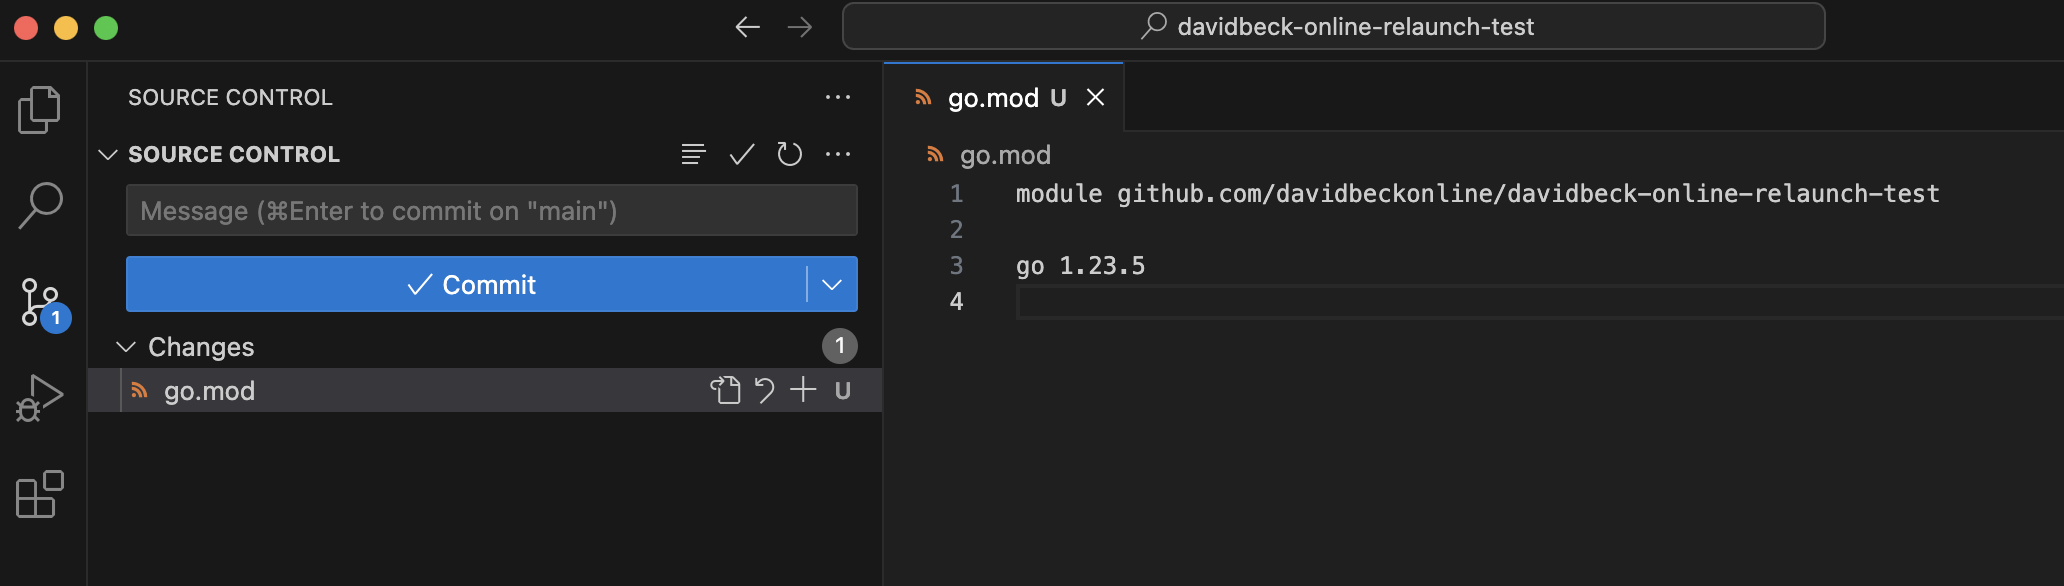 davidbeck-online-relaunch-test
SOURCE CONTROL
SOURCE CONTROL
Message (⌘Enter to commit on "main")
Commit
1
Changes 1
go.mod U
go.mod U
go.mod
1 module github.com/davidbeckonline/davidbeck-online-relaunch-test
2
3 go 1.23.5
4